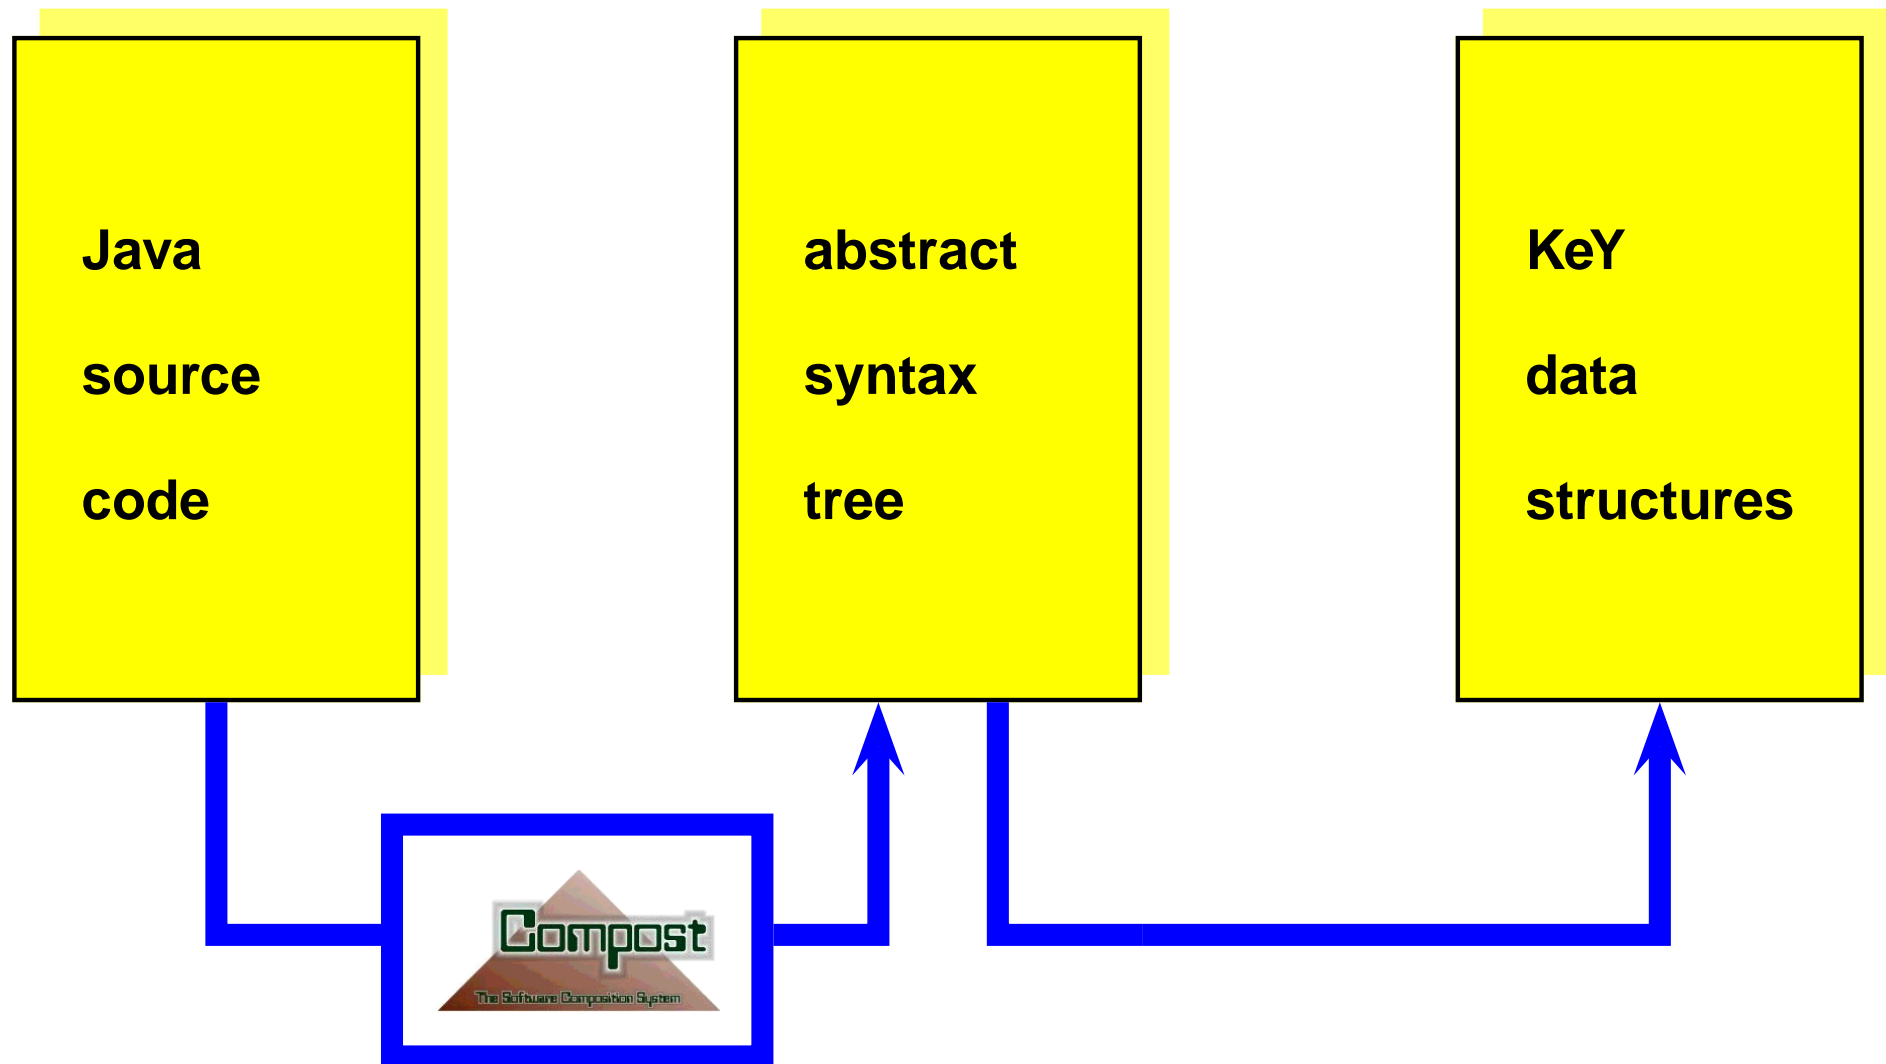 Java
source
code
abstract
syntax
tree
KeY
data
structures
Compost
The Software Composition System